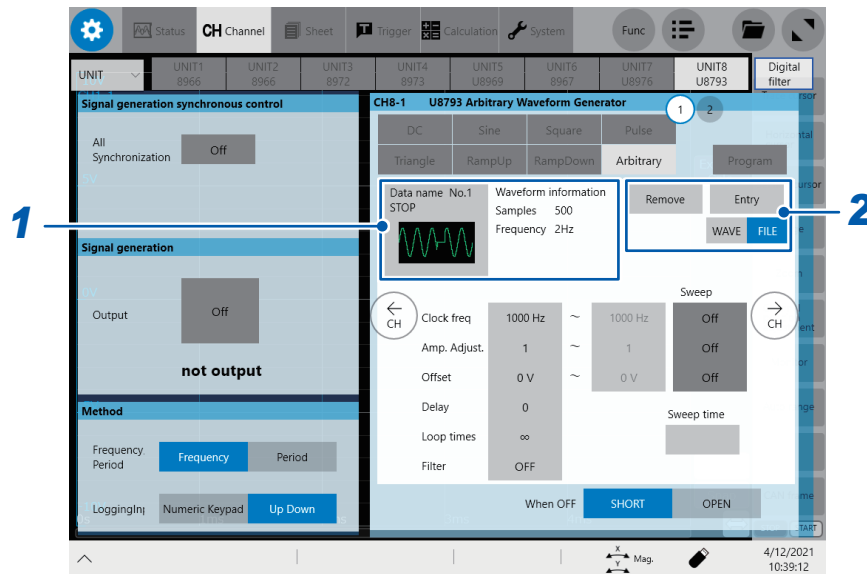 Status CH Channel Sheet Trigger Calculation System Func
UNIT UNIT1 UNIT2 UNIT3 UNIT4 UNIT5 UNIT6 UNIT7 UNIT8 Digital
8966 8966 8972 8973 U8969 8967 U8976 U8793 filter
Signal generation synchronous control
All
Synchronization Off
Signal generation
Output Off
not output
Method
Frequency.
Period Frequency Period
LoggingIn Numeric Keypad Up Down
CH8-1 U8793 Arbitrary Waveform Generator 1 2
DC Sine Square Pulse
Triangle RampUp RampDown Arbitrary Program
1
Data name No.1 Waveform information
STOP Samples 500
Frequency 2Hz
Remove Entry
WAVE FILE
2
Sweep
← CH → CH
Clock freq 1000 Hz ~ 1000 Hz Off
Amp. Adjust. 1 ~ 1 Off
Offset 0 V ~ 0 V Off
Delay 0
Sweep time
Loop times ∞
Filter OFF
When OFF SHORT OPEN
START
X Y Mag.
4/12/2021
10:39:12